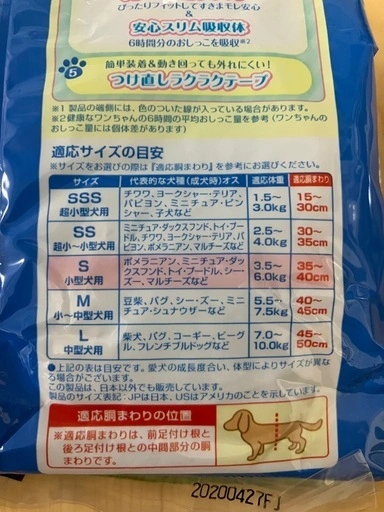 ぴったりフィットしてすきまモレ安心
&
安心スリム吸収体
6時間分のおしっこを吸収※2
5
簡単装着&動き回っても外れにくい!
つけ直しラクラクテープ
※1 製品の端側には、色のついた線が入っている場合があります。
※2健康なワンちゃんの6時間の平均おしっこ量を参考(ワンちゃんの
おしっこ量には個体差があります)
適応サイズの目安
※サイズをお選びの際は『適応胴まわり』を参考にお選びください。
サイズ 代表的な犬種(成犬時)オス 適応体重 適応胴まわり
SSS 超小型犬用 チワワ、ヨークシャー・テリア、パピヨン、ミニチュア・ピンシャー、子犬など 1.5~3.0kg 15~30cm
SS 超小~小型犬用 ミニチュア・ダックスフンド、トイ・プードル、チワワ、ヨークシャー・テリア、パピヨン、ポメラニアン、マルチーズなど 2.5~4.0kg 30~35cm
S 小型犬用 ポメラニアン、ミニチュア・ダックスフンド、トイ・プードル、シー・ズー、マルチーズなど 3.5~6.0kg 35~40cm
M 小~中型犬用 豆柴、パグ、シー・ズー、ミニチュア・シュナウザーなど 5.5~7.5kg 40~45cm
L 中型犬用 柴犬、パグ、コーギー、ビーグル、フレンチブルドッグなど 7.0~10.0kg 45~50cm
●上記の表は目安です。愛犬の成長度合い、体型によりサイズが異なる場合がございます。
この製品は、日本以外でも販売しています。
製品のサイズ表記:JPは日本、USはアメリカのことを示しています。
適応胴まわりの位置
※適応胴まわりは、前足付け根と
後ろ足付け根との中間部分の胴
まわりです。
20200427FJ